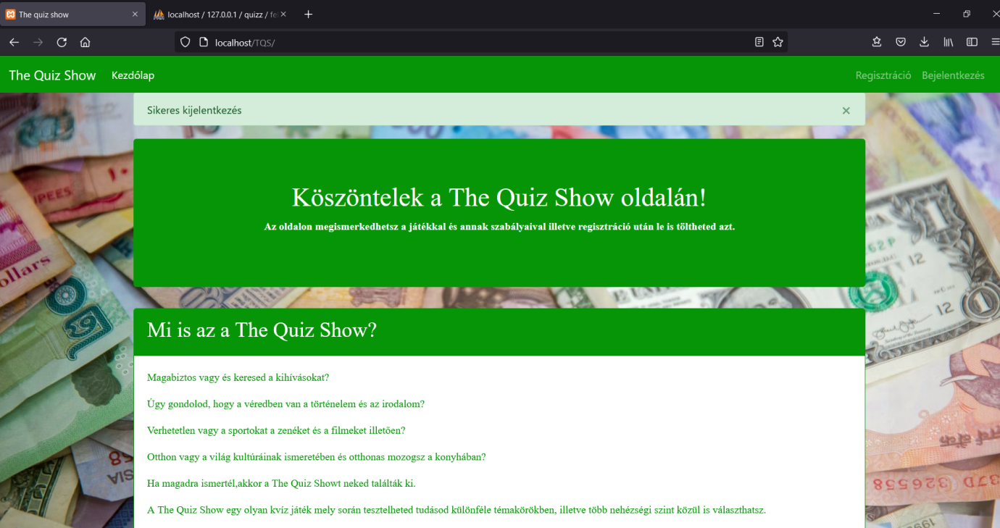 The quiz show
localhost / 127.0.0.1 / quizz / fel
localhost/TQS/
The Quiz Show Kezdőlap Regisztráció Bejelentkezés
Sikeres kijelentkezés ×
Köszöntelek a The Quiz Show oldalán!
Az oldalon megismerkedhetsz a játékkal és annak szabályaival illetve regisztráció után le is töltheted azt.
Mi is az a The Quiz Show?
Magabiztos vagy és keresed a kihívásokat?
Úgy gondolod, hogy a véredben van a történelem és az irodalom?
Verhetetlen vagy a sportokat a zenéket és a filmeket illetően?
Otthon vagy a világ kultúráinak ismeretében és otthonas mozogsz a konyhában?
Ha magadra ismertél,akkor a The Quiz Showt neked találták ki.
A The Quiz Show egy olyan kvíz játék mely során tesztelheted tudásod különféle témakörökben, illetve több nehézségi szint közül is választhatsz.